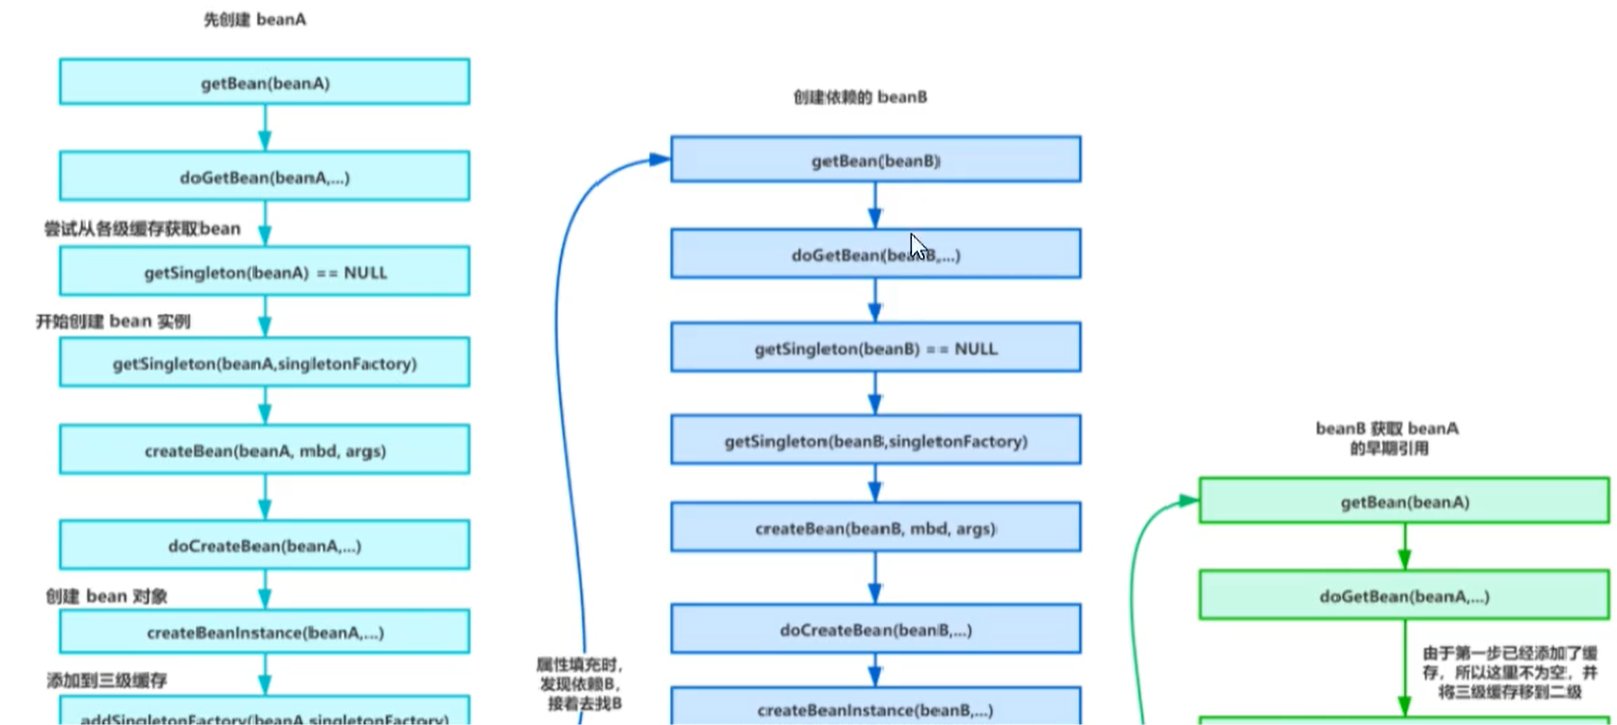 先创建 beanA
getBean(beanA)
doGetBean(beanA,...)
尝试从各级缓存获取bean
getSingleton(beanA) == NULL
开始创建 bean 实例
getSingleton(beanA,singletonFactory)
createBean(beanA, mbd, args)
doCreateBean(beanA,...)
创建 bean 对象
createBeanInstance(beanA,...)
添加到三级缓存
addSingletonFactory(beanA,singletonFactory)
属性填充时,
发现依赖B,
接着去找B
创建依赖的 beanB
getBean(beanB)
doGetBean(beanB,...)
getSingleton(beanB) == NULL
getSingleton(beanB,singletonFactory)
createBean(beanB, mbd, args)
doCreateBean(beanB,...)
createBeanInstance(beanB,...)
beanB 获取 beanA
的早期引用
getBean(beanA)
doGetBean(beanA,...)
由于第一步已经添加了缓
存，所以这里不为空，并
将三级缓存移到二级